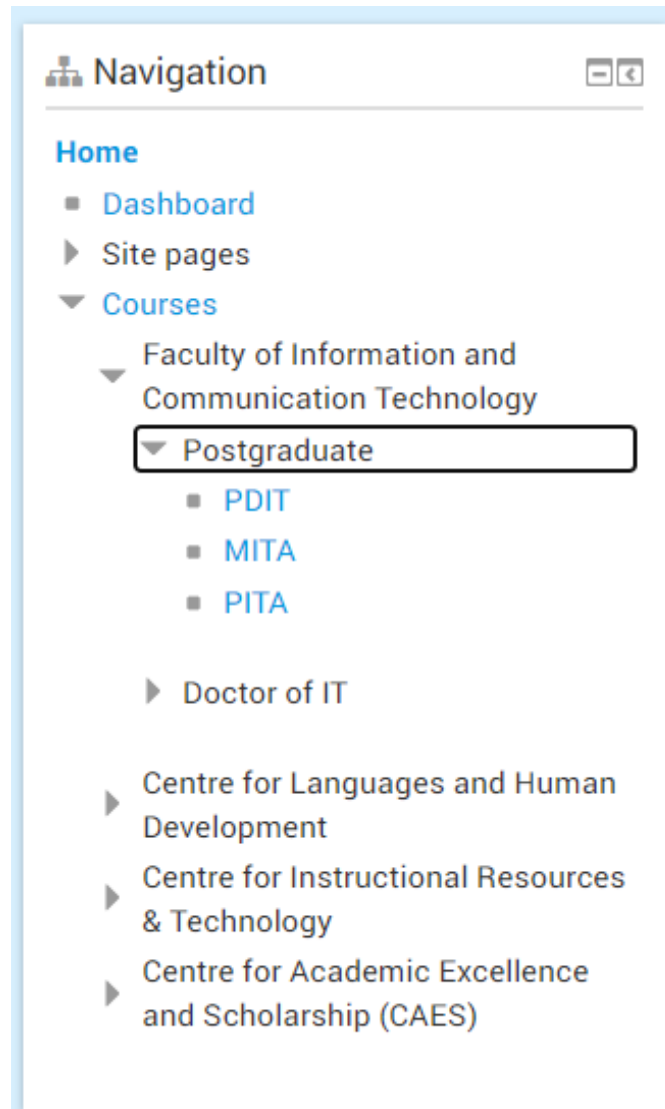 Navigation
Home
Dashboard
Site pages
Courses
Faculty of Information and
Communication Technology
Postgraduate
PDIT
MITA
PITA
Doctor of IT
Centre for Languages and Human
Development
Centre for Instructional Resources
& Technology
Centre for Academic Excellence
and Scholarship (CAES)